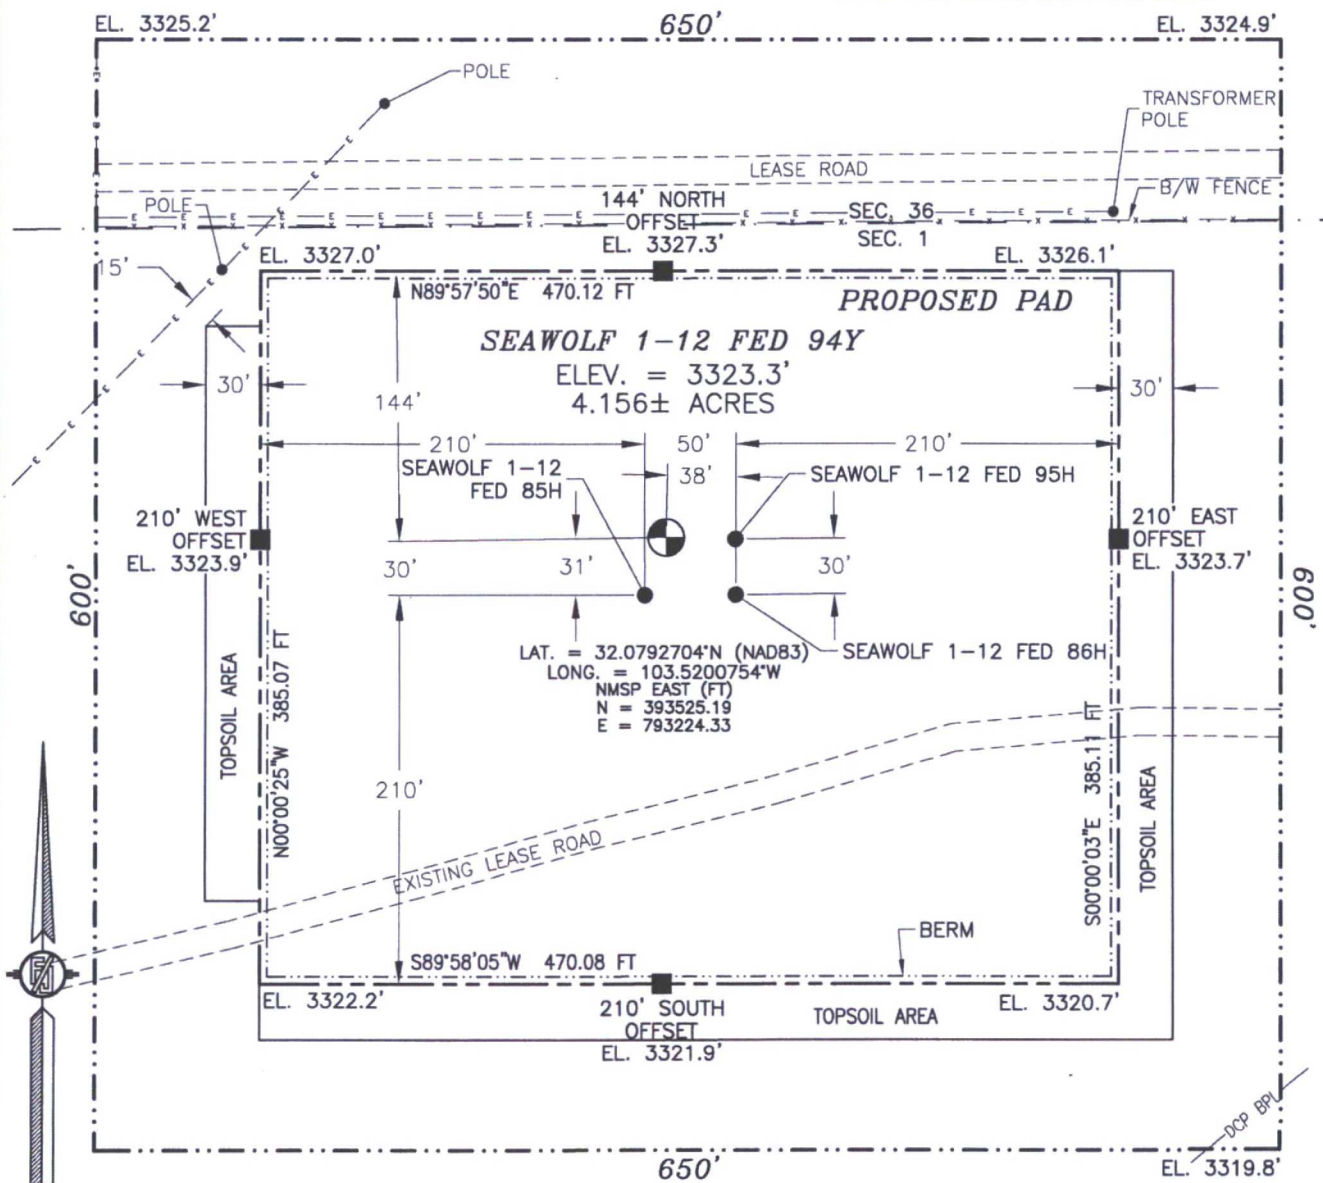 EL. 3325.2'
650'
EL. 3324.9'
POLE
TRANSFORMER
POLE
LEASE ROAD
B/W FENCE
POLE
144' NORTH
OFFSET
EL. 3327.3'
SEC. 36
SEC. 1
15'
EL. 3327.0'
EL. 3326.1'
N89°57'50"E 470.12 FT
PROPOSED PAD
SEAWOLF 1-12 FED 94Y
ELEV. = 3323.3'
4.156± ACRES
30'
144'
30'
210'
50'
210'
SEAWOLF 1-12
FED 85H
38'
SEAWOLF 1-12 FED 95H
210' WEST
OFFSET
EL. 3323.9'
210' EAST
OFFSET
EL. 3323.7'
30'
31'
30'
600'
600'
LAT. = 32.0792704°N (NAD83)
LONG. = 103.5200754°W
NMSP EAST (FT)
N = 393525.19
E = 793224.33
SEAWOLF 1-12 FED 86H
TOPSOIL AREA
N00°00'25"W 385.07 FT
210'
S00°00'03"E 385.11 FT
TOPSOIL AREA
EXISTING LEASE ROAD
BERM
S89°58'05"W 470.08 FT
EL. 3322.2'
210' SOUTH
OFFSET
EL. 3321.9'
TOPSOIL AREA
EL. 3320.7'
DCP BPL
650'
EL. 3319.8'